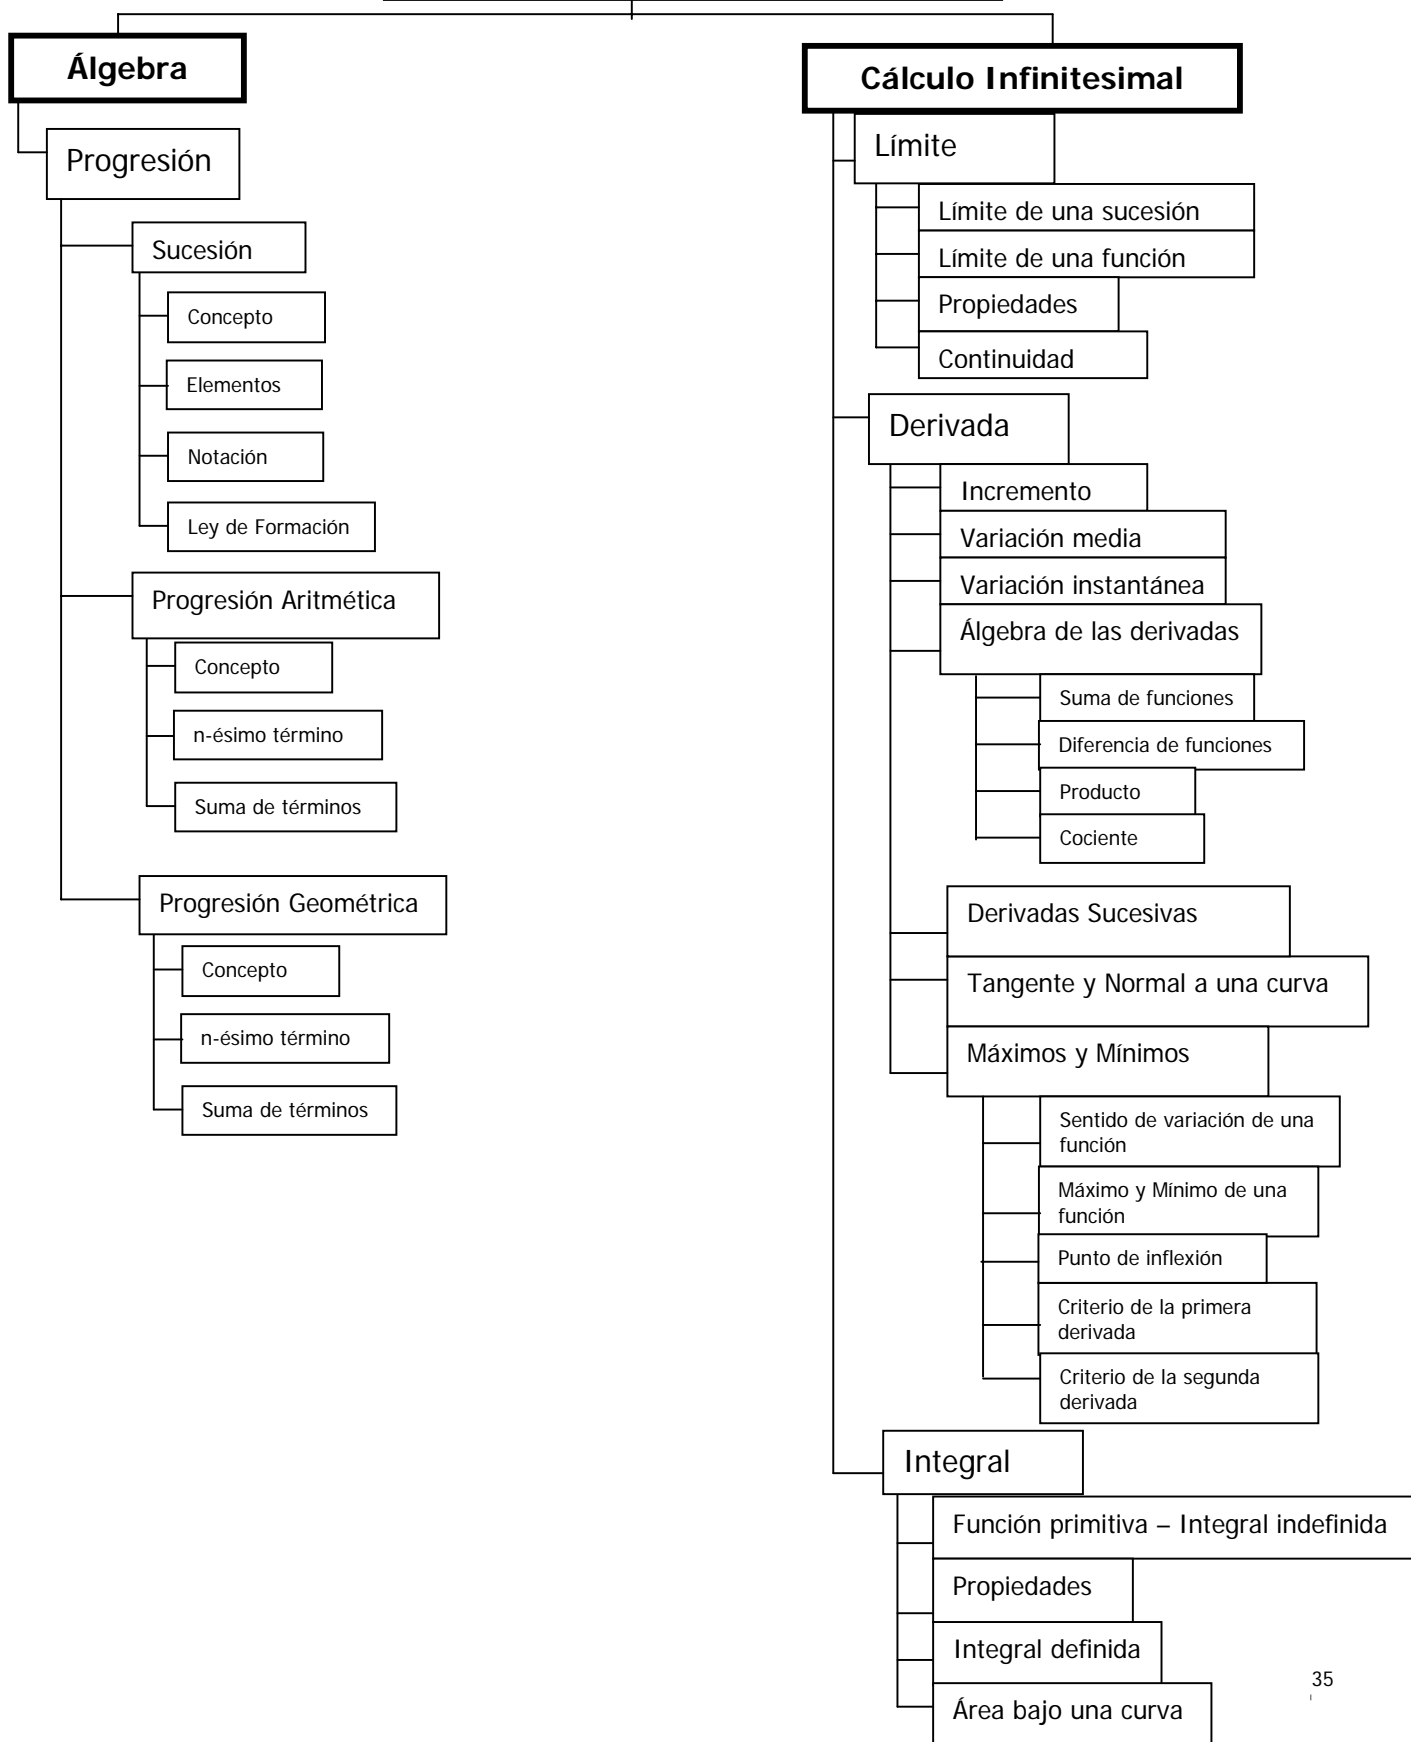 Álgebra
Progresión
Sucesión
Concepto
Elementos
Notación
Ley de Formación
Progresión Aritmética
Concepto
n-ésimo término
Suma de términos
Progresión Geométrica
Concepto
n-ésimo término
Suma de términos
Cálculo Infinitesimal
Límite
Límite de una sucesión
Límite de una función
Propiedades
Continuidad
Derivada
Incremento
Variación media
Variación instantánea
Álgebra de las derivadas
Suma de funciones
Diferencia de funciones
Producto
Cociente
Derivadas Sucesivas
Tangente y Normal a una curva
Máximos y Mínimos
Sentido de variación de una
función
Máximo y Mínimo de una
función
Punto de inflexión
Criterio de la primera
derivada
Criterio de la segunda
derivada
Integral
Función primitiva – Integral indefinida
Propiedades
Integral definida
Área bajo una curva
35